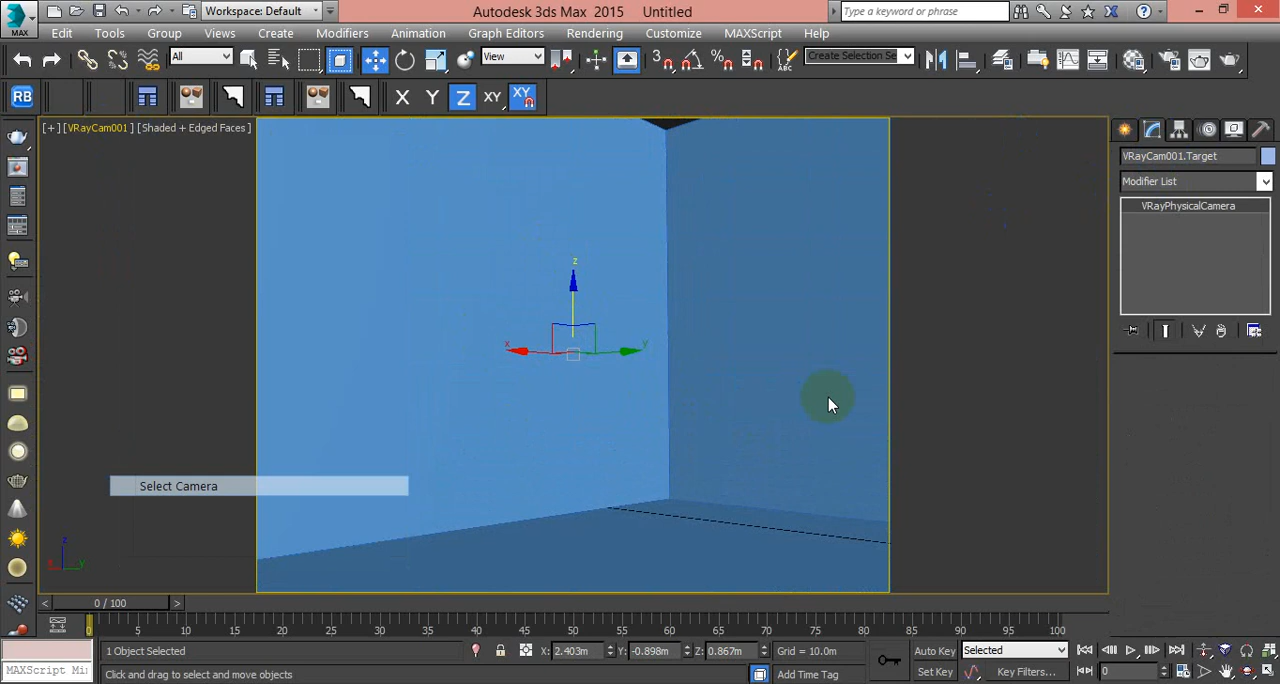 MAX
Workspace: Default
Autodesk 3ds Max 2015 Untitled
Type a keyword or phrase
Edit Tools Group Views Create Modifiers Animation Graph Editors Rendering Customize MAXScript Help
All
View
3
Create Selection Se
RB
X Y Z XY XY
[+] [VRayCam001] [Shaded + Edged Faces]
VRayCam001.Target
Modifier List
VRayPhysicalCamera
z
x
y
Select Camera
z
x y
< 0 / 100 >
0 5 10 15 20 25 30 35 40 45 50 55 60 65 70 75 80 85 90 95 100
1 Object Selected
X: 2.403m Y: -0.898m Z: 0.867m Grid = 10.0m
Auto Key Selected
MAXScript Mi
Click and drag to select and move objects
Add Time Tag
Set Key Key Filters... 0